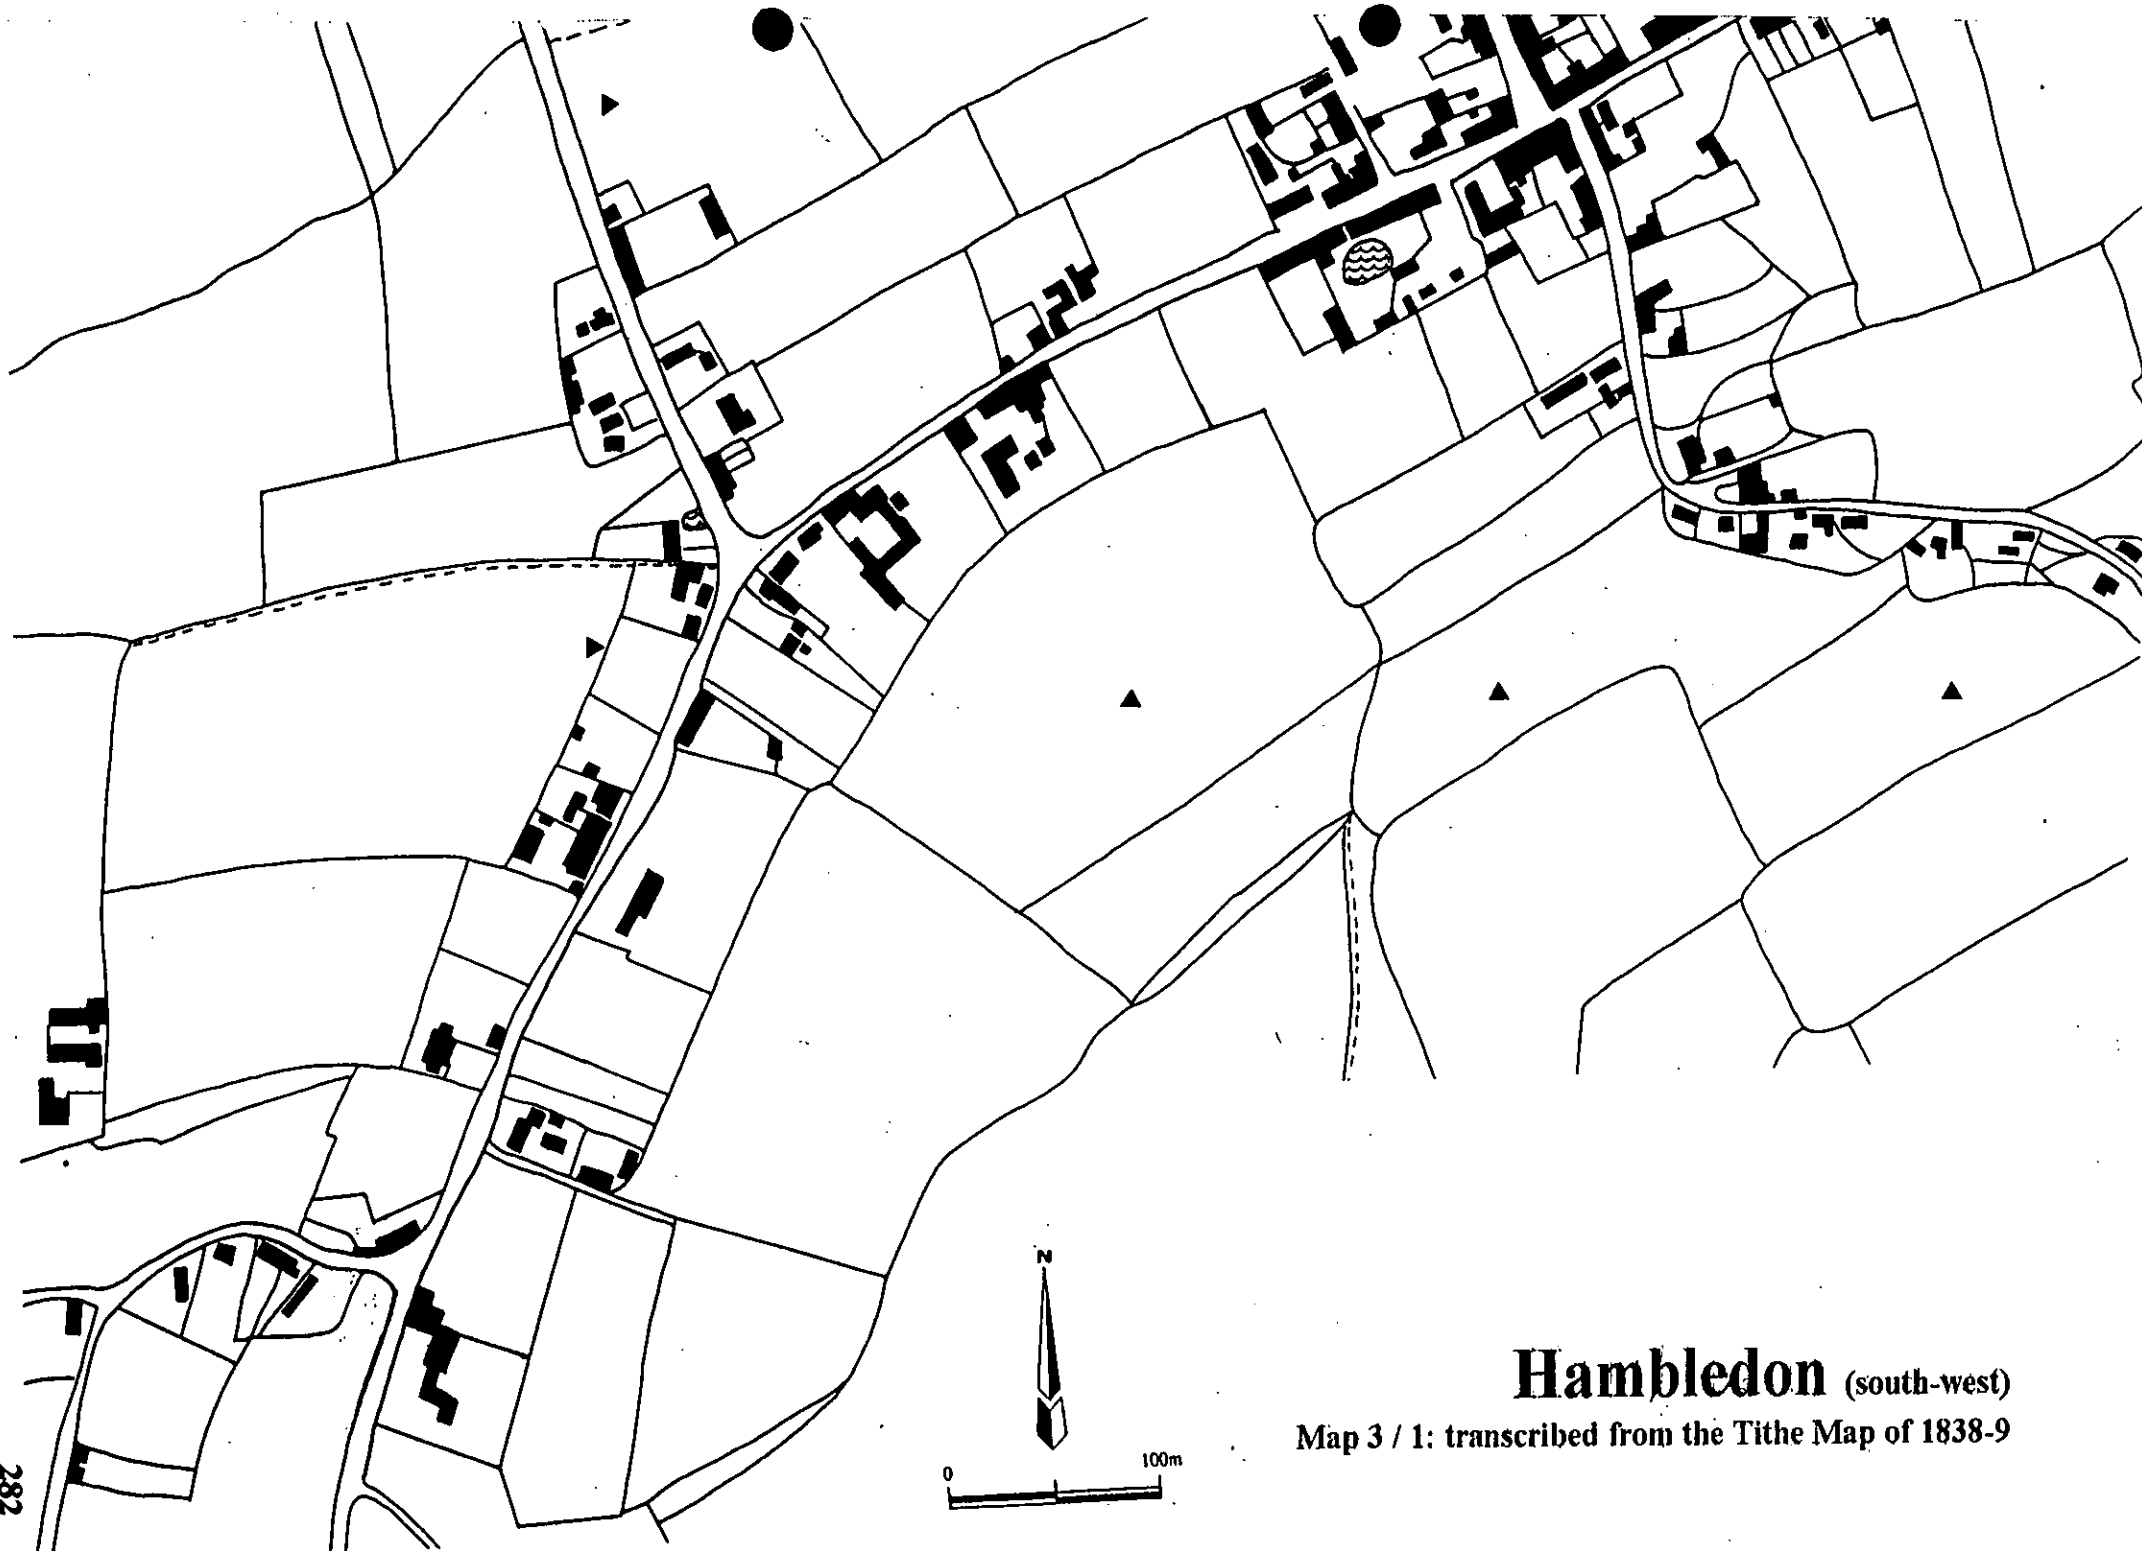 N
0 100m
Hambledon (south-west)
Map 3 / 1: transcribed from the Tithe Map of 1838-9
282